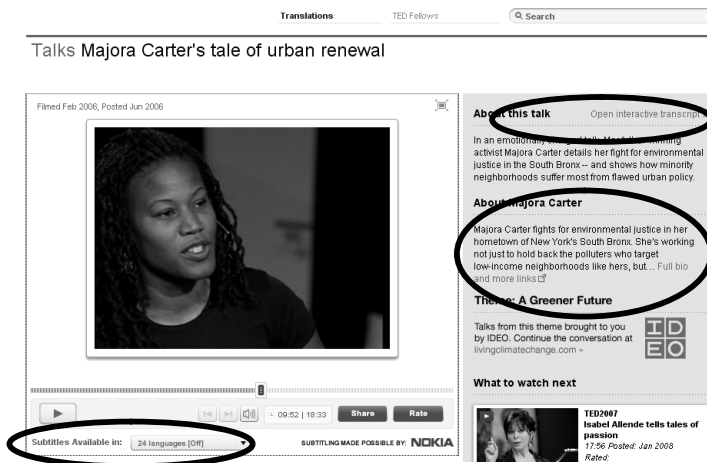 Translations TED Fellows Search
Talks Majora Carter's tale of urban renewal
Filmed Feb 2006; Posted Jun 2006
About this talk Open interactive transcript
In an emotionally
activist Majora Carter details her fight for environmental
justice in the South Bronx -- and shows how minority
neighborhoods suffer most from flawed urban policy.
About Majora Carter
Majora Carter fights for environmental justice in her
hometown of New York's South Bronx. She's working
not just to hold back the polluters who target
low-income neighborhoods like hers, but... Full bio
and more links
Theme: A Greener Future
Talks from this theme brought to you
by IDEO. Continue the conversation at
livingclimatechange.com »
ID
EO
What to watch next
TED2007
Isabel Allende tells tales of
passion
17:56 Posted: Jan 2008
Rated:
09:52 | 18:33 Share Rate
Subtitles Available in: 24 languages [Off]
SUBTITLING MADE POSSIBLE BY: NOKIA